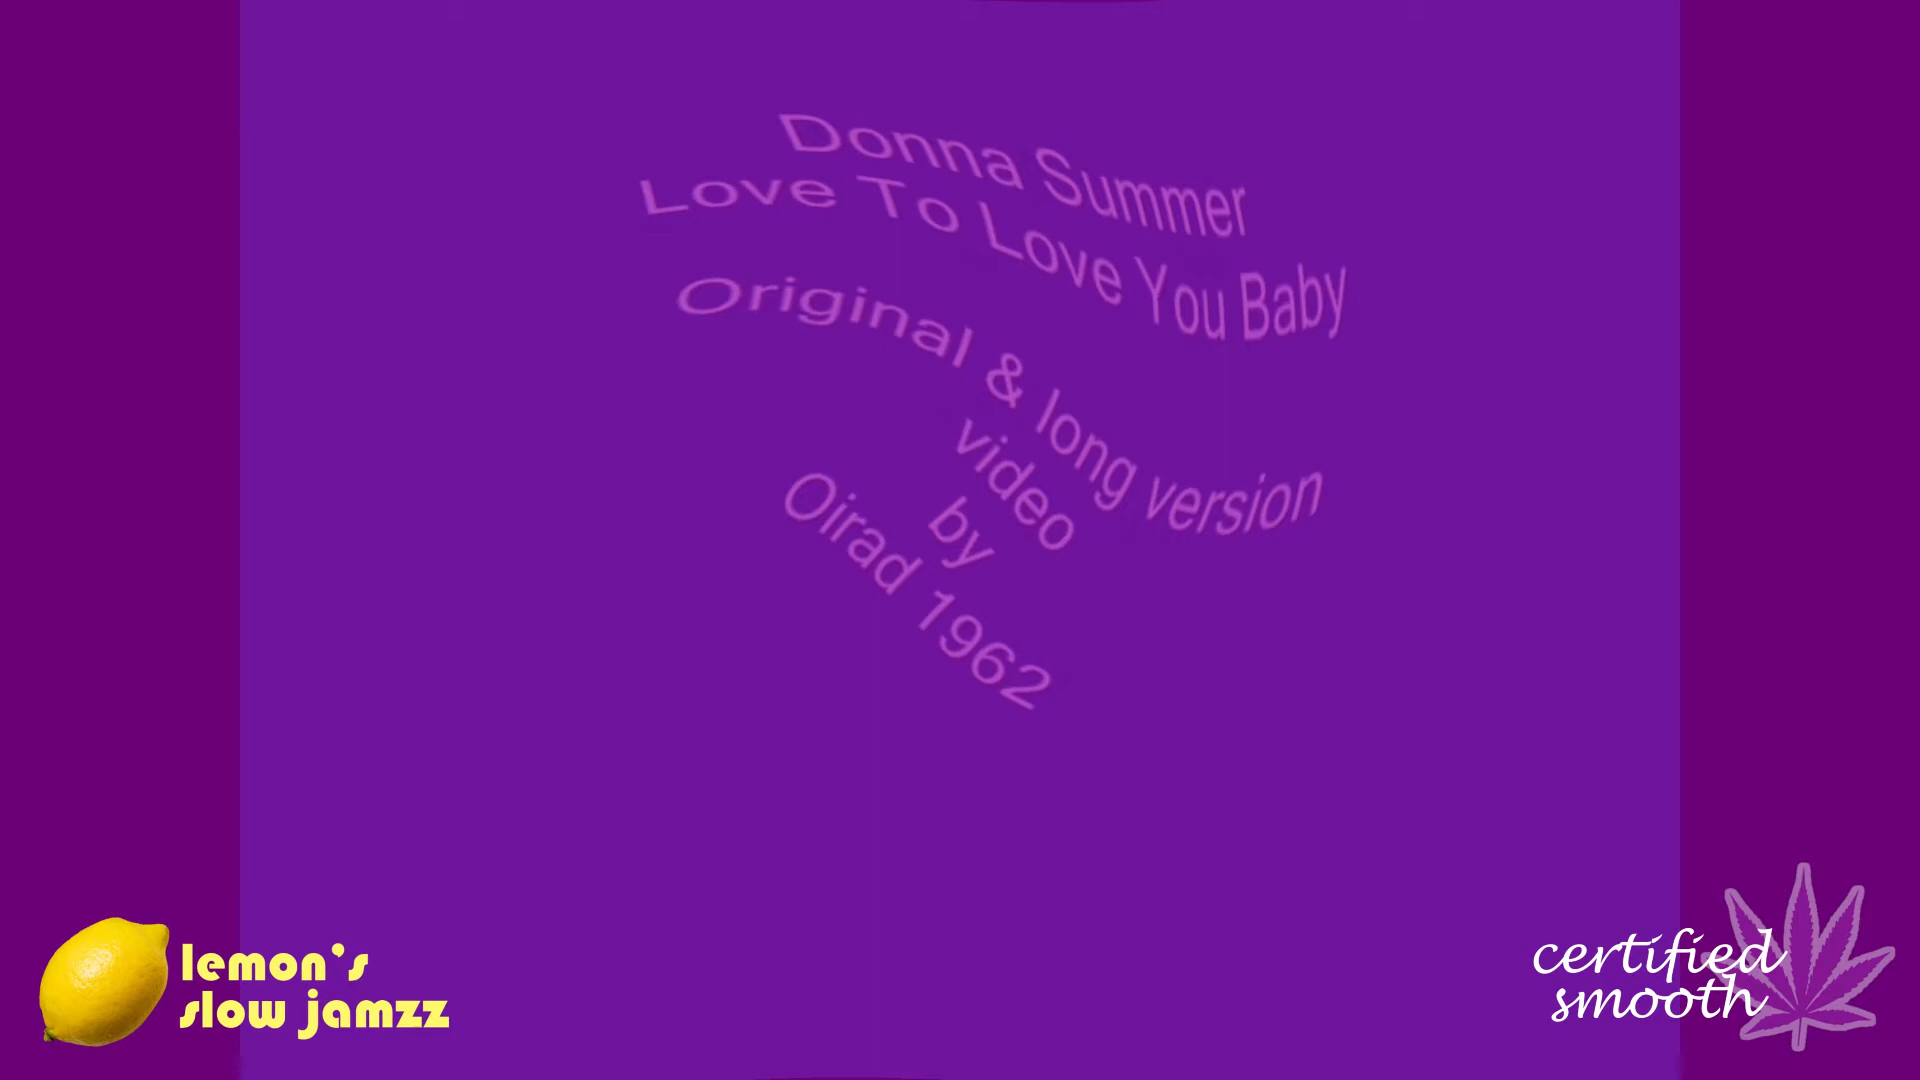 Donna Summer
Love To Love You Baby
Original & long version
video
by
Oirad 1962
lemon's
slow jamzz
certified
smooth